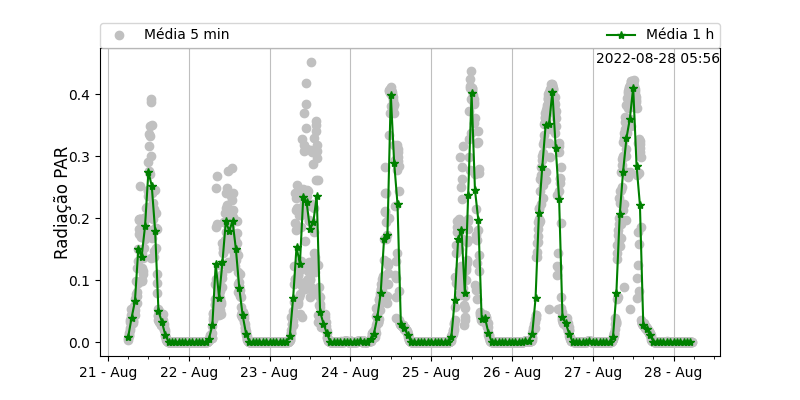 Média 5 min Média 1 h
2022-08-28 05:56
Radiação PAR
0.4
0.3
0.2
0.1
0.0
21 - Aug 22 - Aug 23 - Aug 24 - Aug 25 - Aug 26 - Aug 27 - Aug 28 - Aug